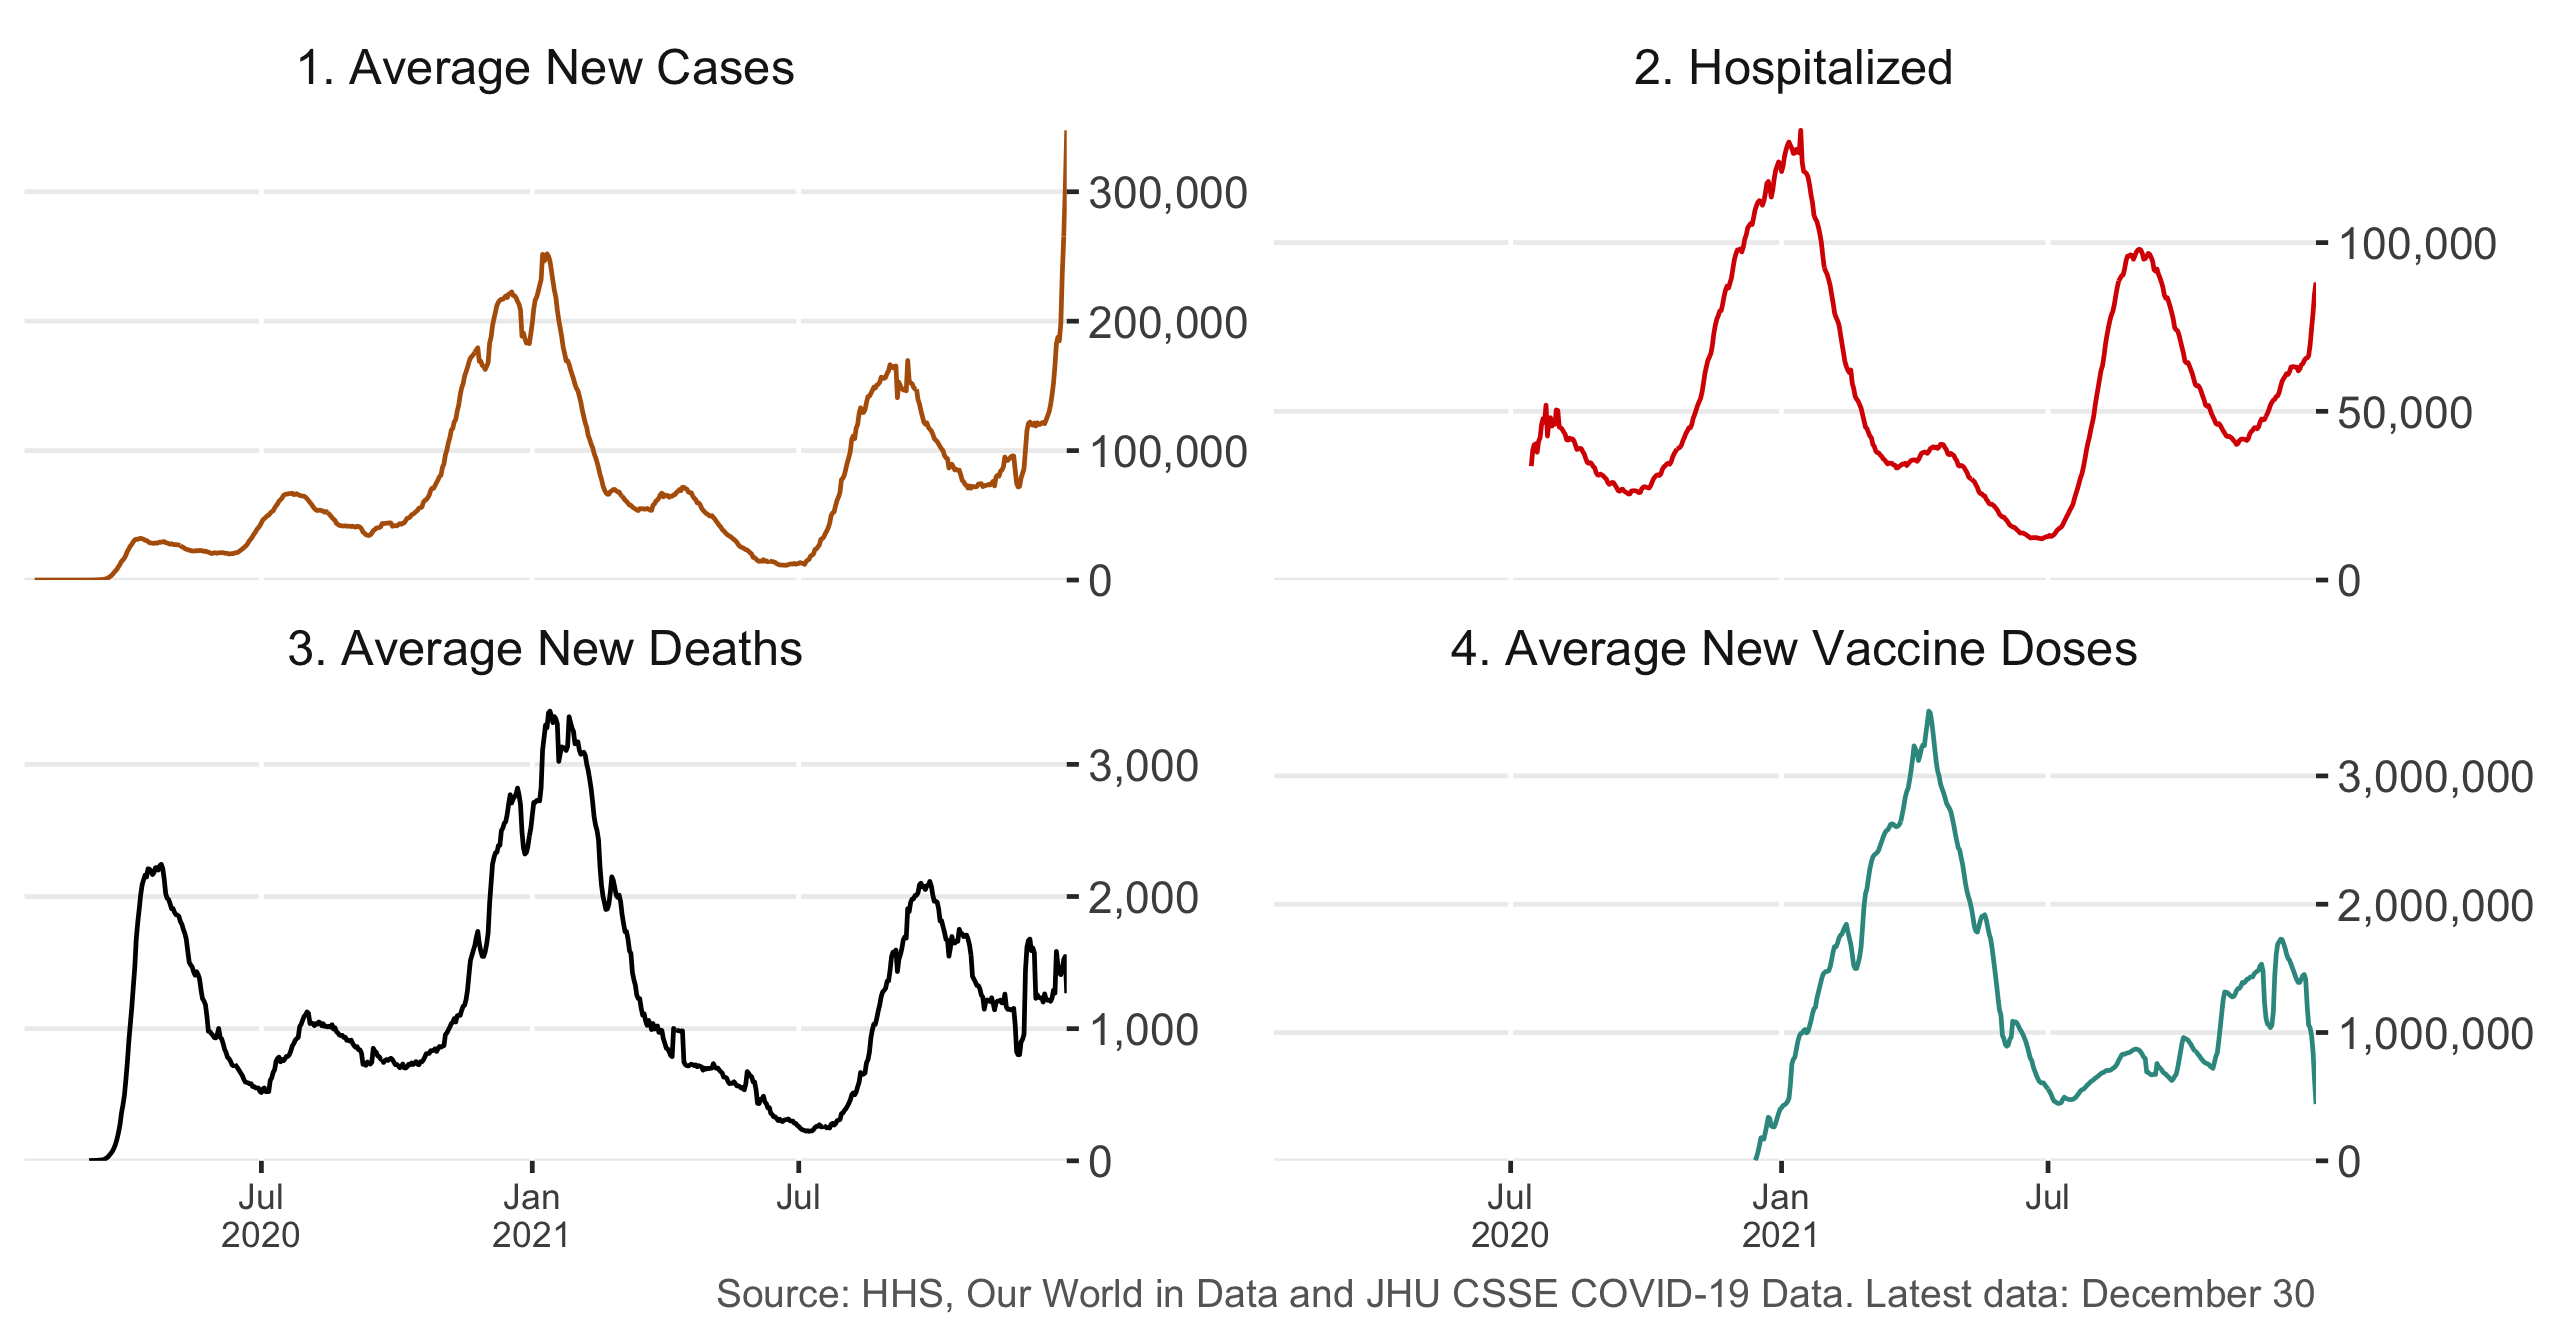 1. Average New Cases
300,000
200,000
100,000
0
2. Hospitalized
100,000
50,000
0
3. Average New Deaths
3,000
2,000
1,000
0
Jul
2020
Jan
2021
Jul
4. Average New Vaccine Doses
3,000,000
2,000,000
1,000,000
0
Jul
2020
Jan
2021
Jul
Source: HHS, Our World in Data and JHU CSSE COVID-19 Data. Latest data: December 30